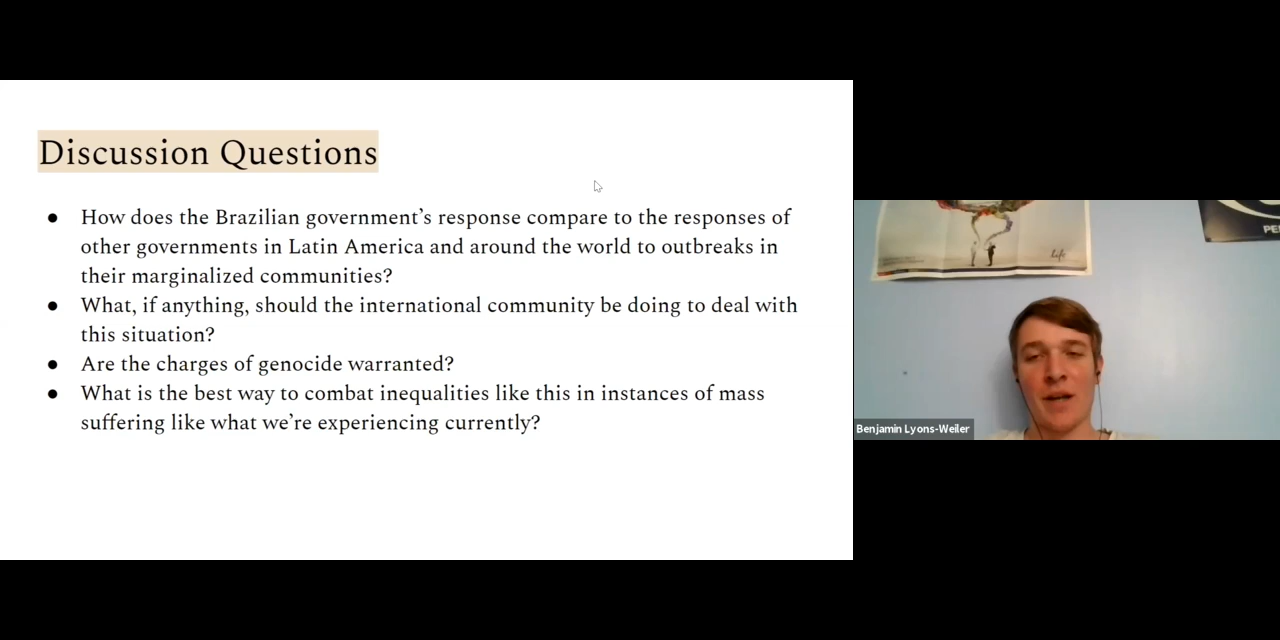 Discussion Questions
● How does the Brazilian government’s response compare to the responses of
other governments in Latin America and around the world to outbreaks in
their marginalized communities?
● What, if anything, should the international community be doing to deal with
this situation?
● Are the charges of genocide warranted?
● What is the best way to combat inequalities like this in instances of mass
suffering like what we’re experiencing currently?
life
PE
Benjamin Lyons-Weiler